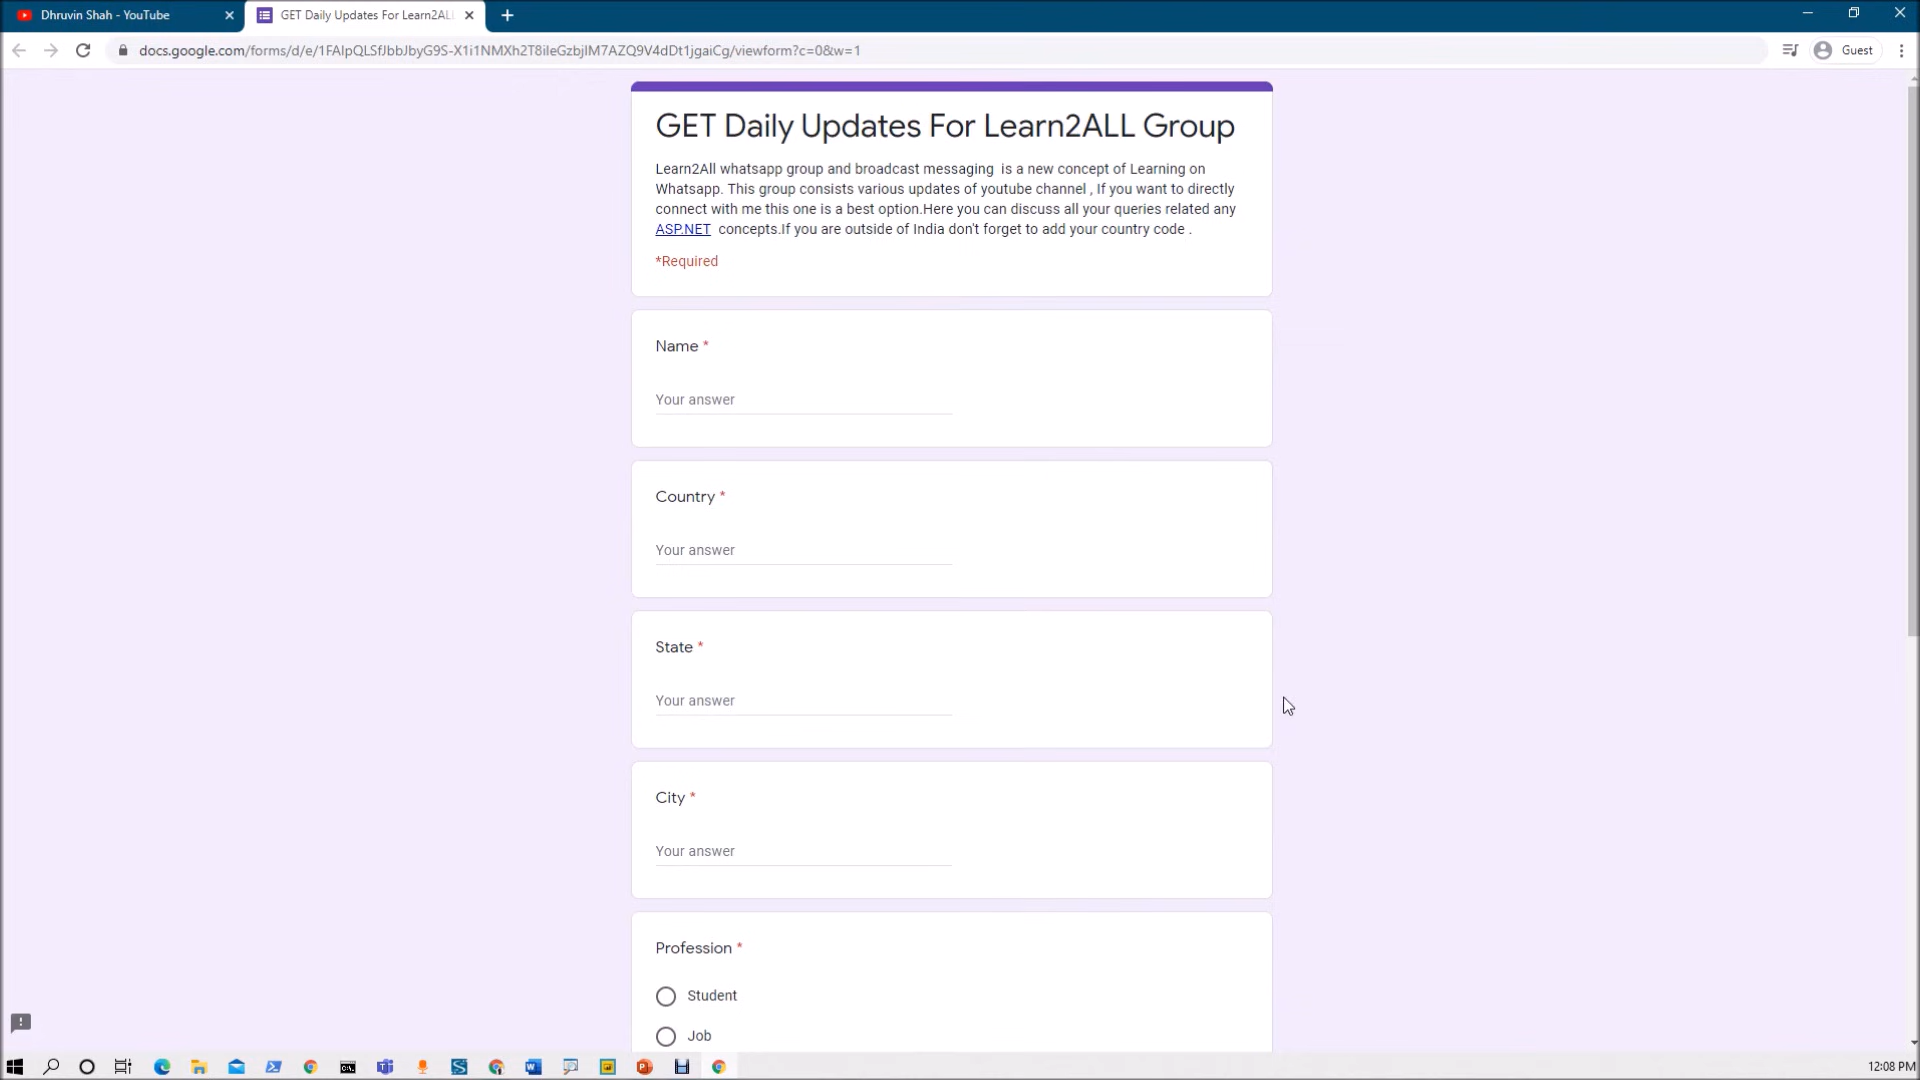 Dhruvin Shah - YouTube
GET Daily Updates For Learn2ALL
docs.google.com/forms/d/e/1FAIpQLSfJbbJbyG9S-X1i1NMXh2T8iIeGzbjIM7AZQ9V4dDt1jgaiCg/viewform?c=0&w=1
Guest
GET Daily Updates For Learn2ALL Group
Learn2All whatsapp group and broadcast messaging is a new concept of Learning on
Whatsapp. This group consists various updates of youtube channel , If you want to directly
connect with me this one is a best option.Here you can discuss all your queries related any
ASP.NET concepts.If you are outside of India don't forget to add your country code .
*Required
Name *
Your answer
Country *
Your answer
State *
Your answer
City *
Your answer
Profession *
Student
Job
12:08 PM